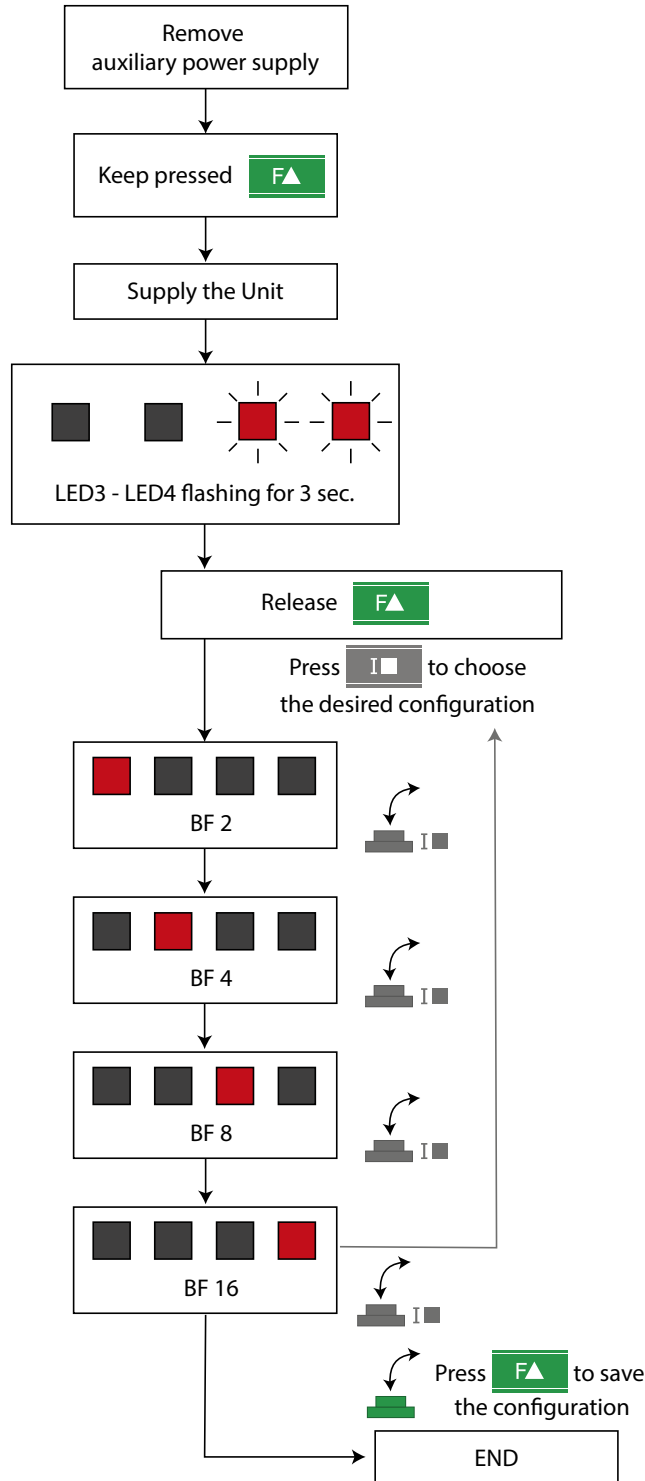 Remove
auxiliary power supply
Keep pressed F▲
Supply the Unit
LED3 - LED4 flashing for 3 sec.
Release F▲
Press I■ to choose
the desired configuration
BF 2
I■
BF 4
I■
BF 8
I■
BF 16
I■
Press F▲ to save
the configuration
END